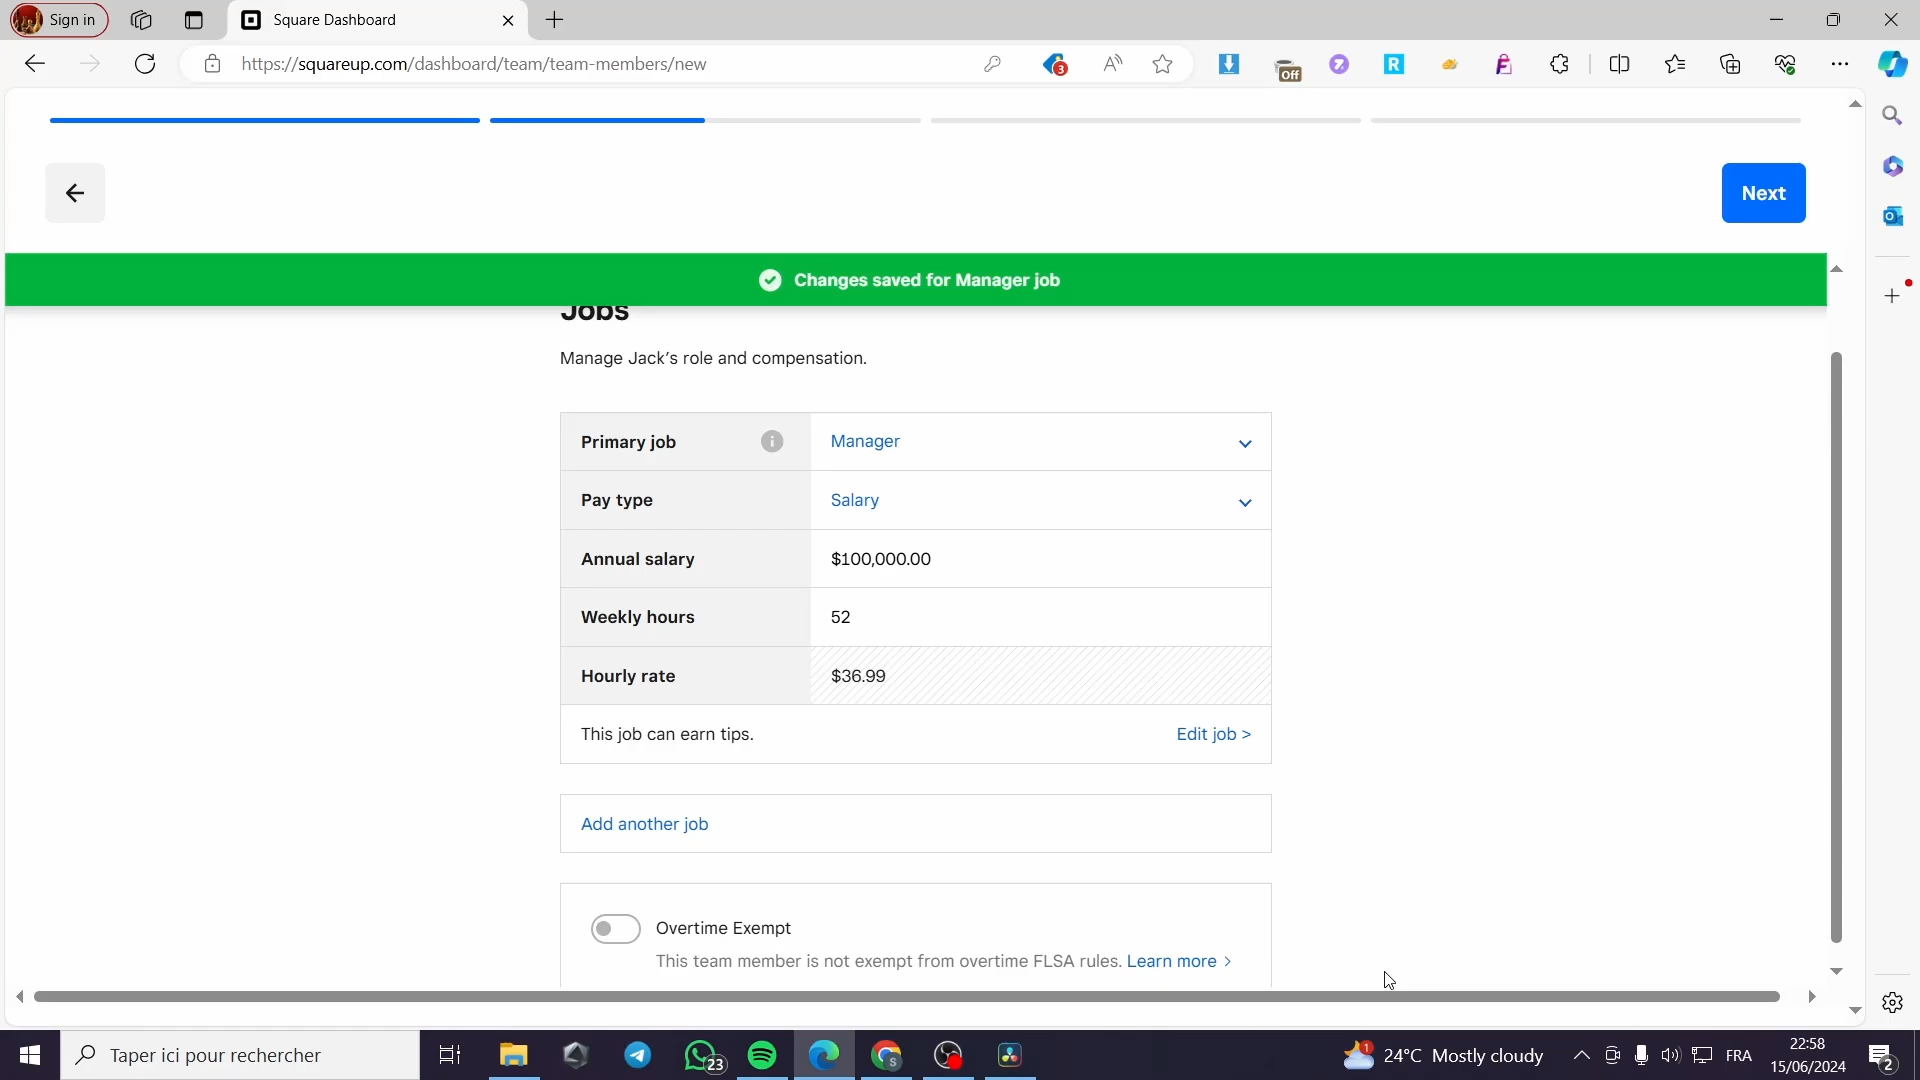 Sign in
Square Dashboard
https://squareup.com/dashboard/team/team-members/new
3
Off
R
Next
Changes saved for Manager job
Jobs
Manage Jack's role and compensation.
Primary job
Manager
Pay type
Salary
Annual salary
$100,000.00
Weekly hours
52
Hourly rate
$36.99
This job can earn tips.
Edit job >
Add another job
Overtime Exempt
This team member is not exempt from overtime FLSA rules. Learn more >
Taper ici pour rechercher
23
S
1
24°C Mostly cloudy
FRA
22:58
15/06/2024
2